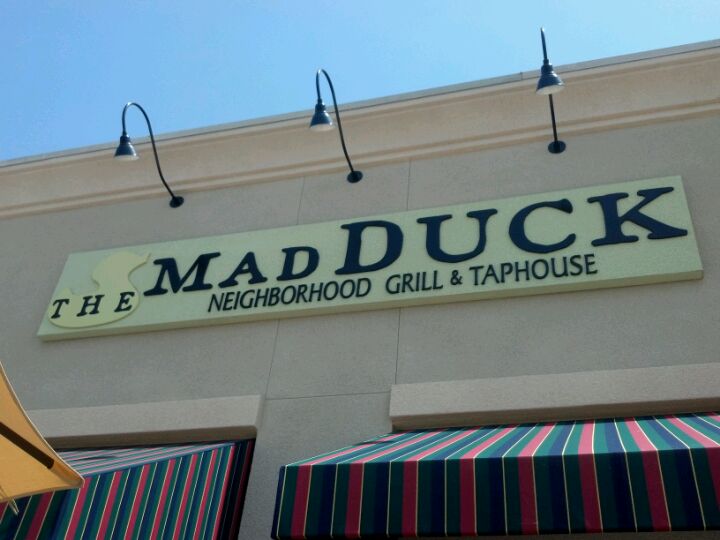 THE MAD DUCK
NEIGHBORHOOD GRILL & TAPHOUSE